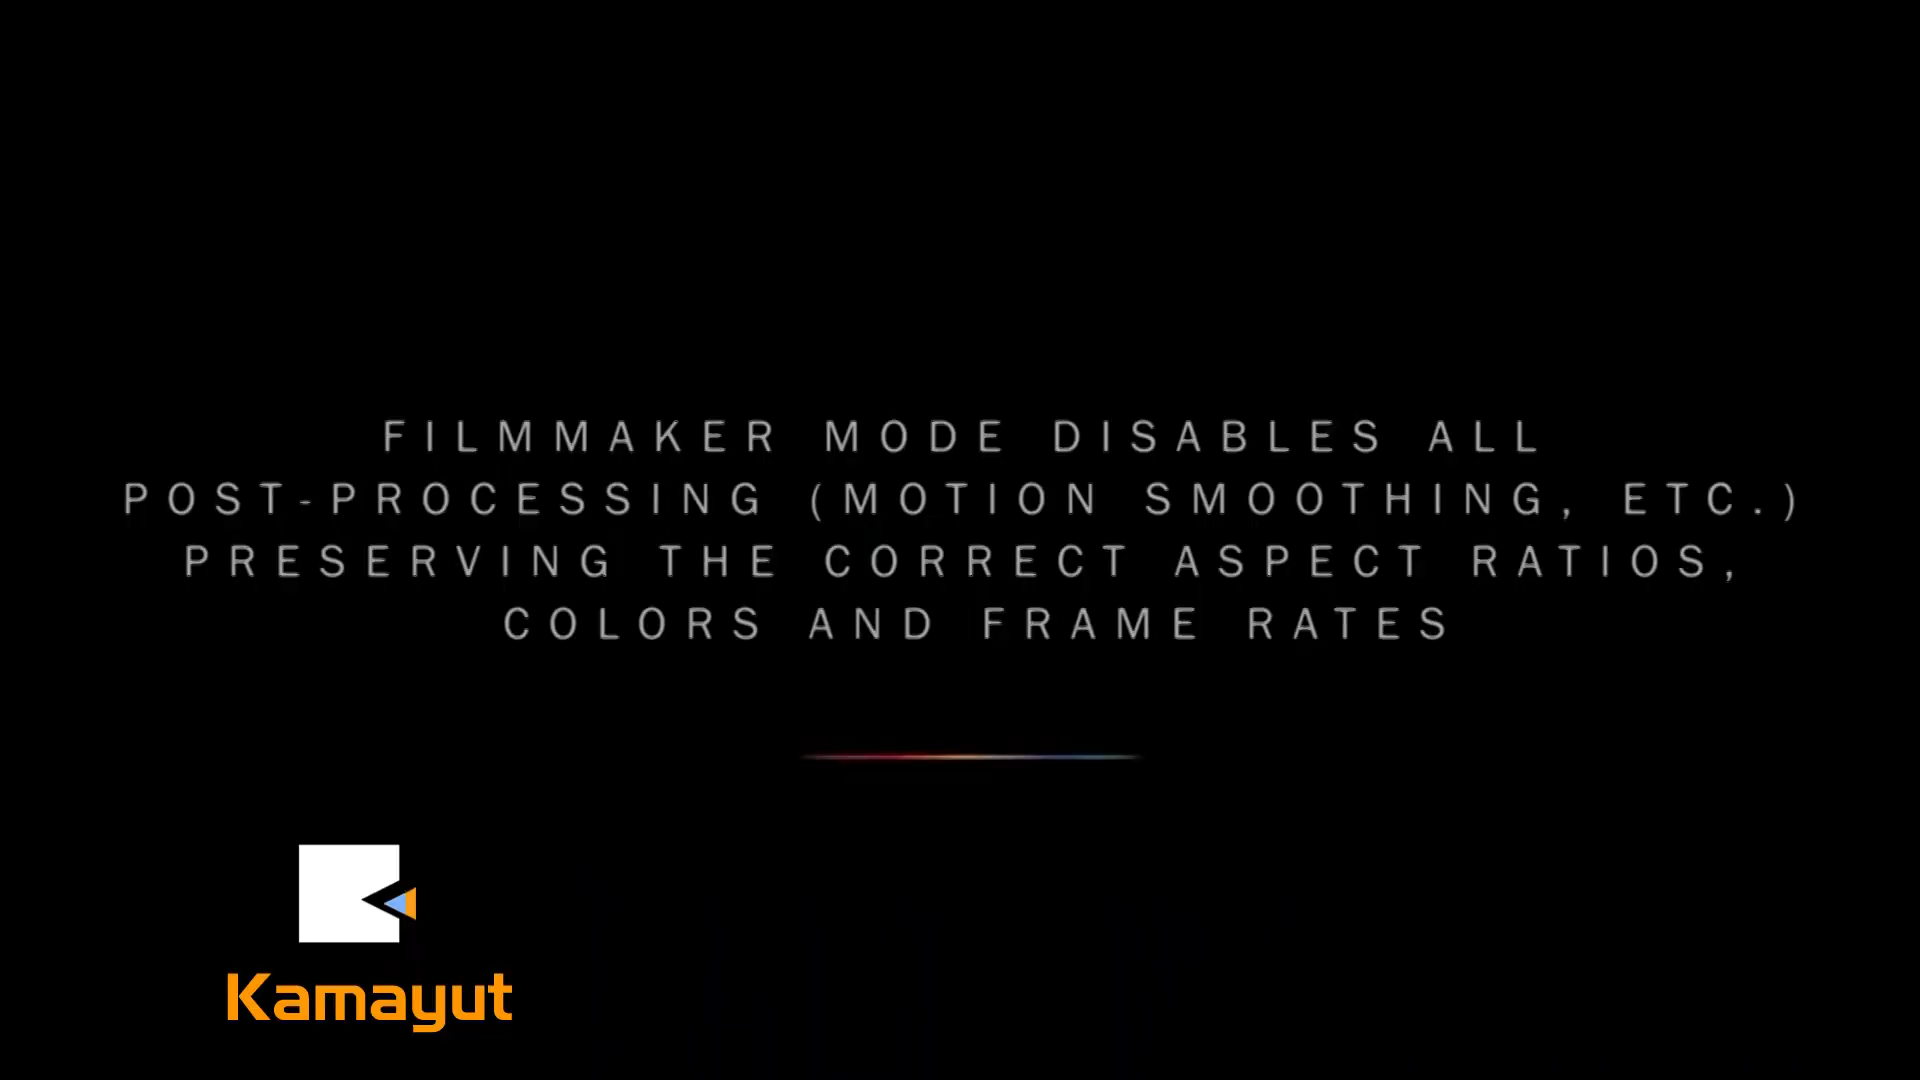 FILMMAKER MODE DISABLES ALL
POST-PROCESSING (MOTION SMOOTHING, ETC.)
PRESERVING THE CORRECT ASPECT RATIOS,
COLORS AND FRAME RATES
Kamayut